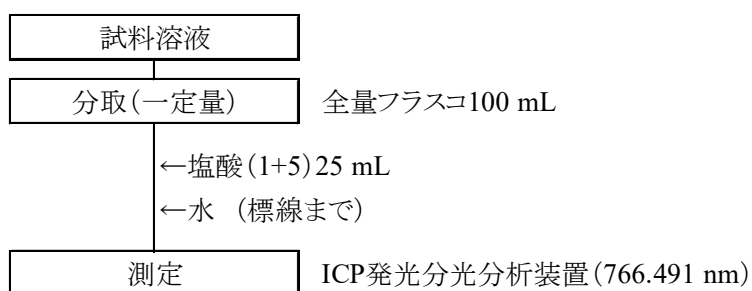 試料溶液
分取(一定量) 全量フラスコ100 mL
←塩酸(1+5)25 mL
←水 (標線まで)
測定 ICP発光分光分析装置(766.491 nm)